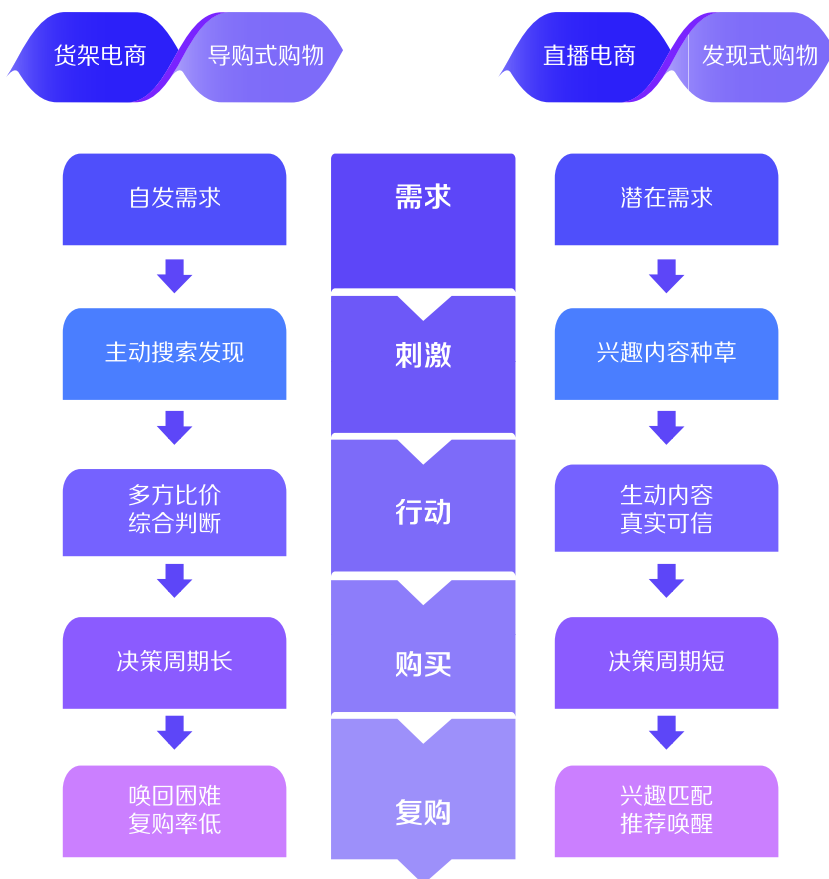 货架电商
导购式购物
直播电商
发现式购物
自发需求
需求
潜在需求
主动搜索发现
刺激
兴趣内容种草
多方比价
综合判断
行动
生动内容
真实可信
决策周期长
购买
决策周期短
唤回困难
复购率低
复购
兴趣匹配
推荐唤醒